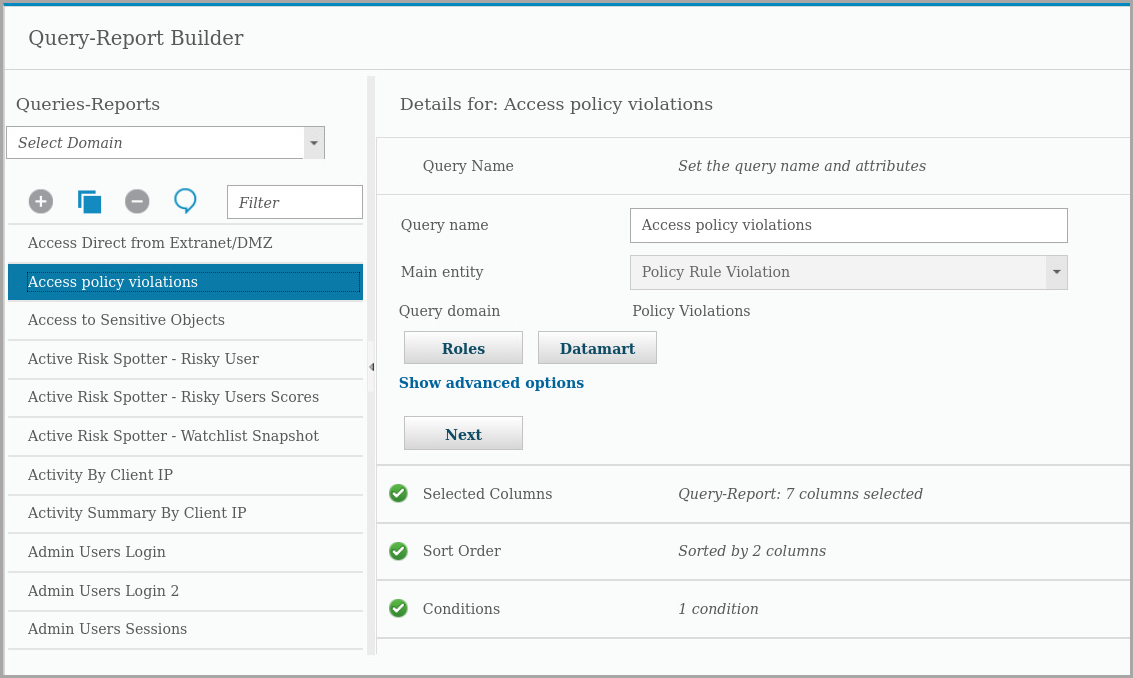 Query-Report Builder
Queries-Reports
Select Domain
Filter
Access Direct from Extranet/DMZ
Access policy violations
Access to Sensitive Objects
Active Risk Spotter - Risky User
Active Risk Spotter - Risky Users Scores
Active Risk Spotter - Watchlist Snapshot
Activity By Client IP
Activity Summary By Client IP
Admin Users Login
Admin Users Login 2
Admin Users Sessions
Details for: Access policy violations
Query Name Set the query name and attributes
Query name Access policy violations
Main entity Policy Rule Violation
Query domain Policy Violations
Roles Datamart
Show advanced options
Next
Selected Columns Query-Report: 7 columns selected
Sort Order Sorted by 2 columns
Conditions 1 condition